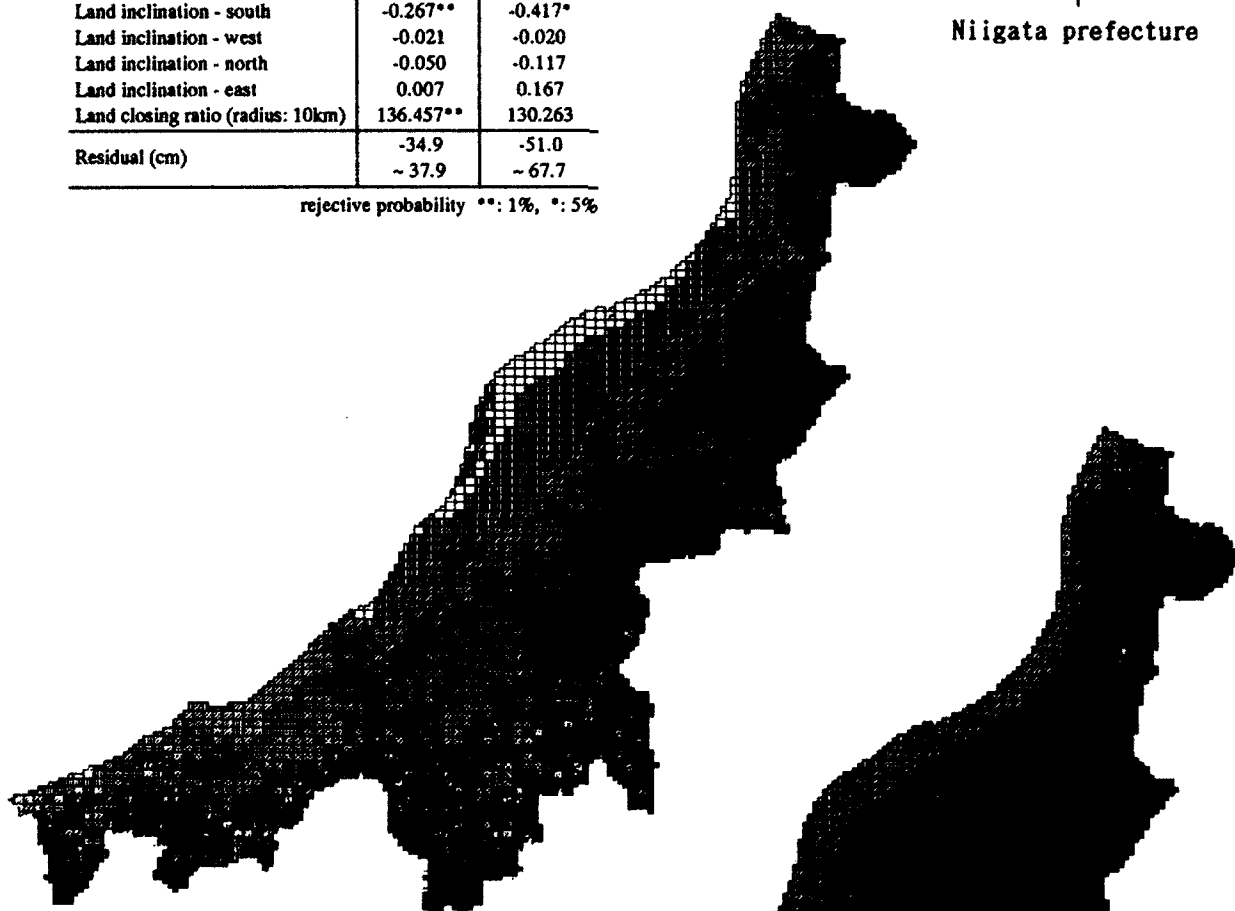 Land inclination - south -0.267** -0.417*
Land inclination - west -0.021 -0.020
Land inclination - north -0.050 -0.117
Land inclination - east 0.007 0.167
Land closing ratio (radius: 10km) 136.457** 130.263
Residual (cm) -34.9 -51.0
~ 37.9 ~ 67.7
rejective probability **: 1%, *: 5%
Niigata prefecture